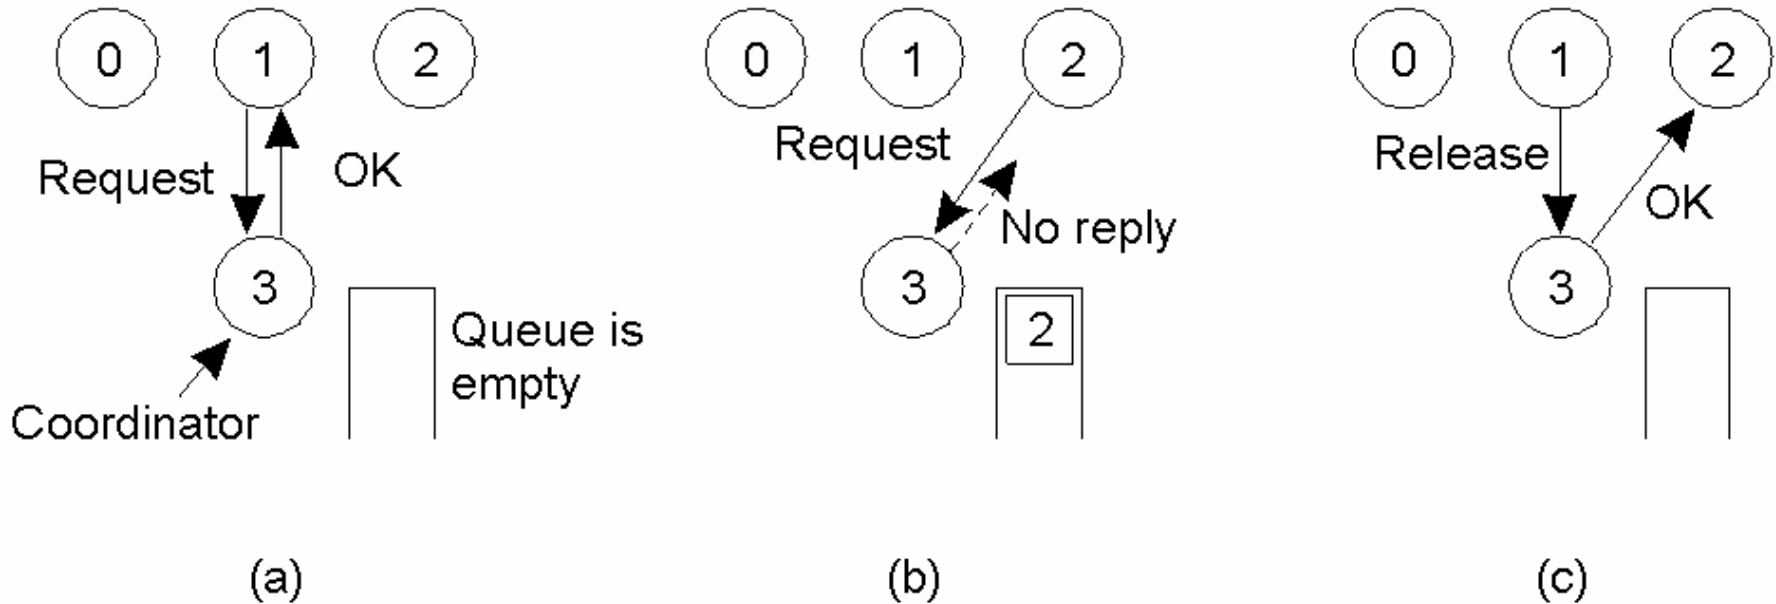 0 1 2
Request OK
3
Queue is
empty
Coordinator
(a)
0 1 2
Request
No reply
3
2
(b)
0 1 2
Release
OK
3
(c)